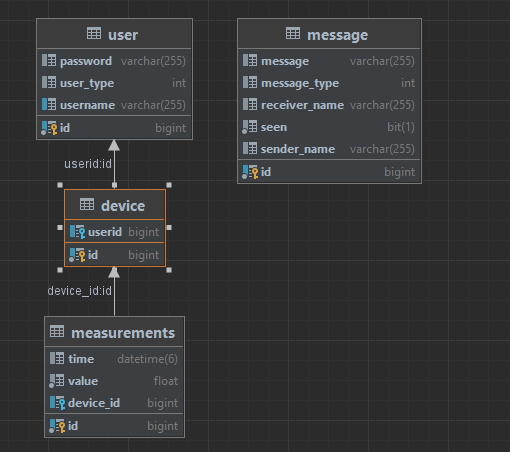 user
password varchar(255)
user_type int
username varchar(255)
id bigint
message
message varchar(255)
message_type int
receiver_name varchar(255)
seen bit(1)
sender_name varchar(255)
id bigint
userid:id
device
userid bigint
id bigint
device_id:id
measurements
time datetime(6)
value float
device_id bigint
id bigint